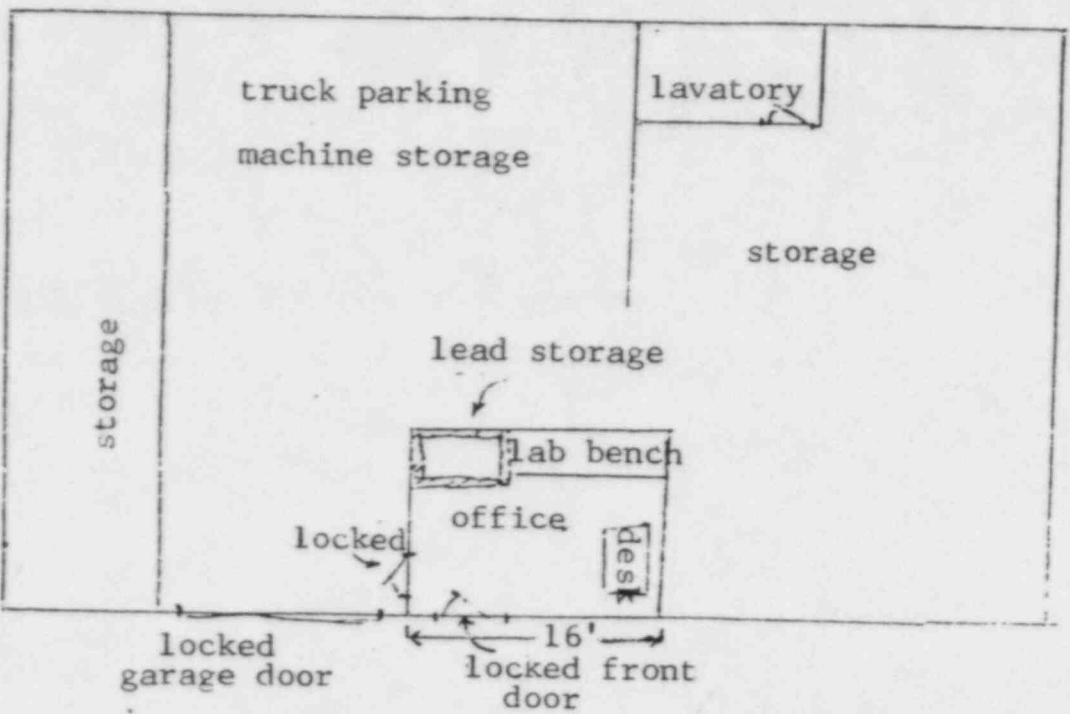 lavatory
truck parking
machine storage
storage
storage
lead storage
lab bench
office
desk
locked
16'
locked
garage door
locked front
door